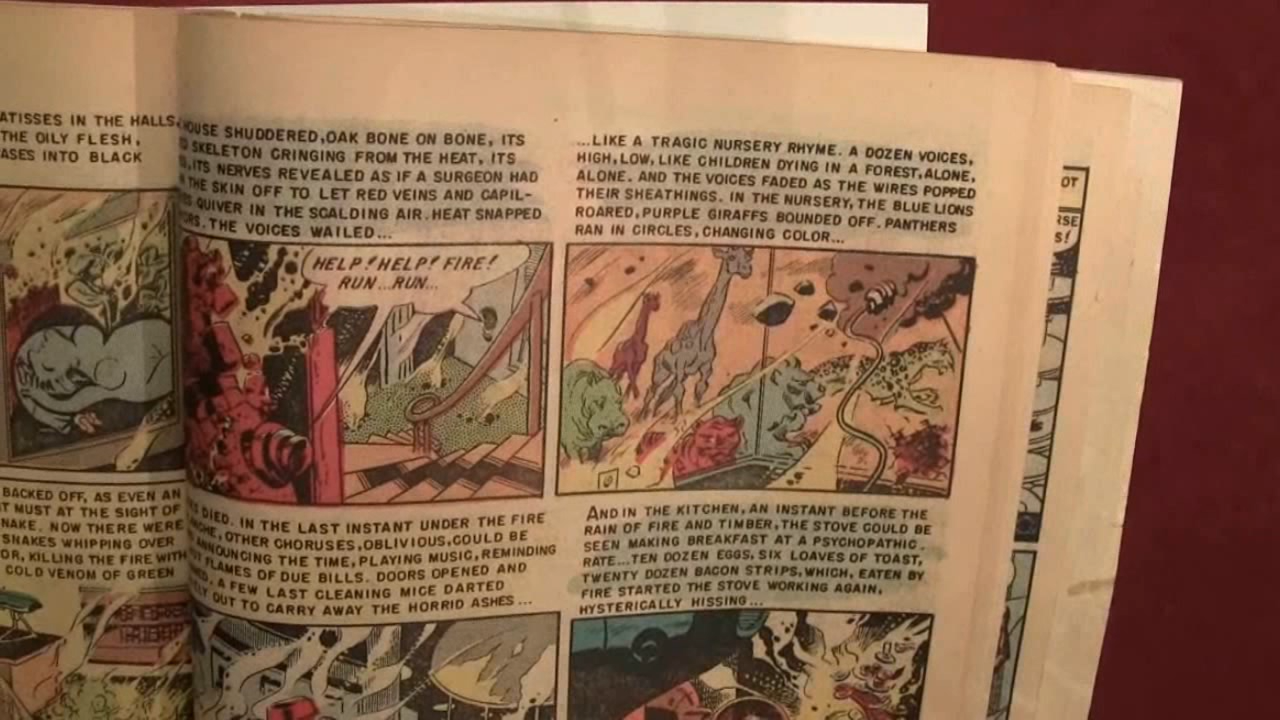 ATISSES IN THE HALLS,
THE OILY FLESH,
ASES INTO BLACK
HOUSE SHUDDERED, OAK BONE ON BONE, ITS
SKELETON CRINGING FROM THE HEAT, ITS
ITS NERVES REVEALED AS IF A SURGEON HAD
THE SKIN OFF TO LET RED VEINS AND CAPIL-
QUIVER IN THE SCALDING AIR. HEAT SNAPPED
THE VOICES WAILED...
HELP! HELP! FIRE!
RUN...RUN...
...LIKE A TRAGIC NURSERY RHYME. A DOZEN VOICES,
HIGH, LOW, LIKE CHILDREN DYING IN A FOREST, ALONE,
ALONE. AND THE VOICES FADED AS THE WIRES POPPED
THEIR SHEATHINGS. IN THE NURSERY, THE BLUE LIONS
ROARED, PURPLE GIRAFFS BOUNDED OFF. PANTHERS
RAN IN CIRCLES, CHANGING COLOR...
OT
RSE
S!
BACKED OFF, AS EVEN AN
T MUST AT THE SIGHT OF
NAKE. NOW THERE WERE
SNAKES WHIPPING OVER
OR, KILLING THE FIRE WITH
COLD VENOM OF GREEN
DIED. IN THE LAST INSTANT UNDER THE FIRE
NCHE, OTHER CHORUSES, OBLIVIOUS, COULD BE
ANNOUNCING THE TIME, PLAYING MUSIC, REMINDING
FLAMES OF DUE BILLS. DOORS OPENED AND
A FEW LAST CLEANING MICE DARTED
LY OUT TO CARRY AWAY THE HORRID ASHES...
AND IN THE KITCHEN, AN INSTANT BEFORE THE
RAIN OF FIRE AND TIMBER, THE STOVE COULD BE
SEEN MAKING BREAKFAST AT A PSYCHOPATHIC
RATE...TEN DOZEN EGGS, SIX LOAVES OF TOAST,
TWENTY DOZEN BACON STRIPS, WHICH, EATEN BY
FIRE STARTED THE STOVE WORKING AGAIN,
HYSTERICALLY HISSING...